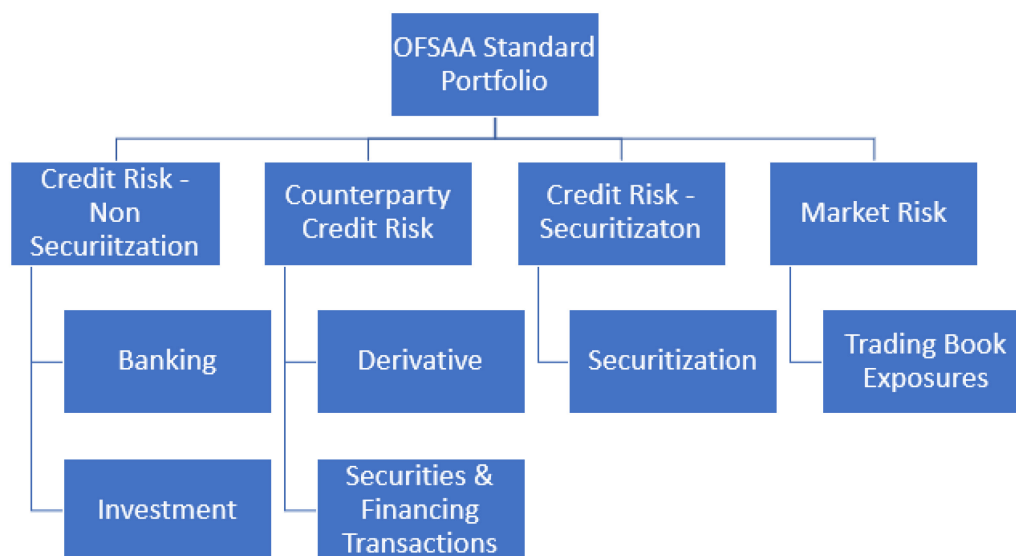 OFSAA Standard
Portfolio
Credit Risk -
Non
Securiitzation
Counterparty
Credit Risk
Credit Risk -
Securitizaton
Market Risk
Banking
Derivative
Securitization
Trading Book
Exposures
Investment
Securities &
Financing
Transactions